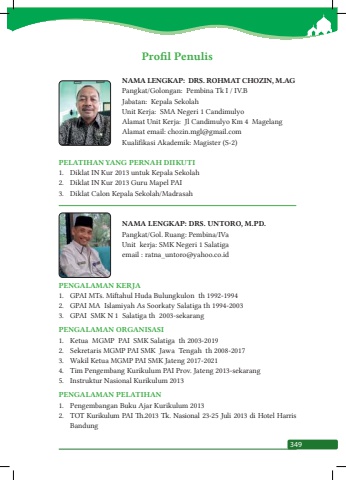 Profil Penulis
NAMA LENGKAP: DRS. ROHMAT CHOZIN, M.AG
Pangkat/Golongan: Pembina Tk I / IV.B
Jabatan: Kepala Sekolah
Unit Kerja: SMA Negeri 1 Candimulyo
Alamat Unit Kerja: Jl Candimulyo Km 4 Magelang
Alamat email: chozin.mgl@gmail.com
Kualifikasi Akademik: Magister (S-2)
PELATIHAN YANG PERNAH DIIKUTI
1. Diklat IN Kur 2013 untuk Kepala Sekolah
2. Diklat IN Kur 2013 Guru Mapel PAI
3. Diklat Calon Kepala Sekolah/Madrasah
NAMA LENGKAP: DRS. UNTORO, M.PD.
Pangkat/Gol. Ruang: Pembina/IVa
Unit kerja: SMK Negeri 1 Salatiga
email : ratna_untoro@yahoo.co.id
PENGALAMAN KERJA
1. GPAI MTs. Miftahul Huda Bulungkulon th 1992-1994
2. GPAI MA Islamiyah As Soorkaty Salatiga th 1994-2003
3. GPAI SMK N 1 Salatiga th 2003-sekarang
PENGALAMAN ORGANISASI
1. Ketua MGMP PAI SMK Salatiga th 2003-2019
2. Sekretaris MGMP PAI SMK Jawa Tengah th 2008-2017
3. Wakil Ketua MGMP PAI SMK Jateng 2017-2021
4. Tim Pengembang Kurikulum PAI Prov. Jateng 2013-sekarang
5. Instruktur Nasional Kurikulum 2013
PENGALAMAN PELATIHAN
1. Pengembangan Buku Ajar Kurikulum 2013
2. TOT Kurikulum PAI Th.2013 Tk. Nasional 23-25 Juli 2013 di Hotel Harris
Bandung
349